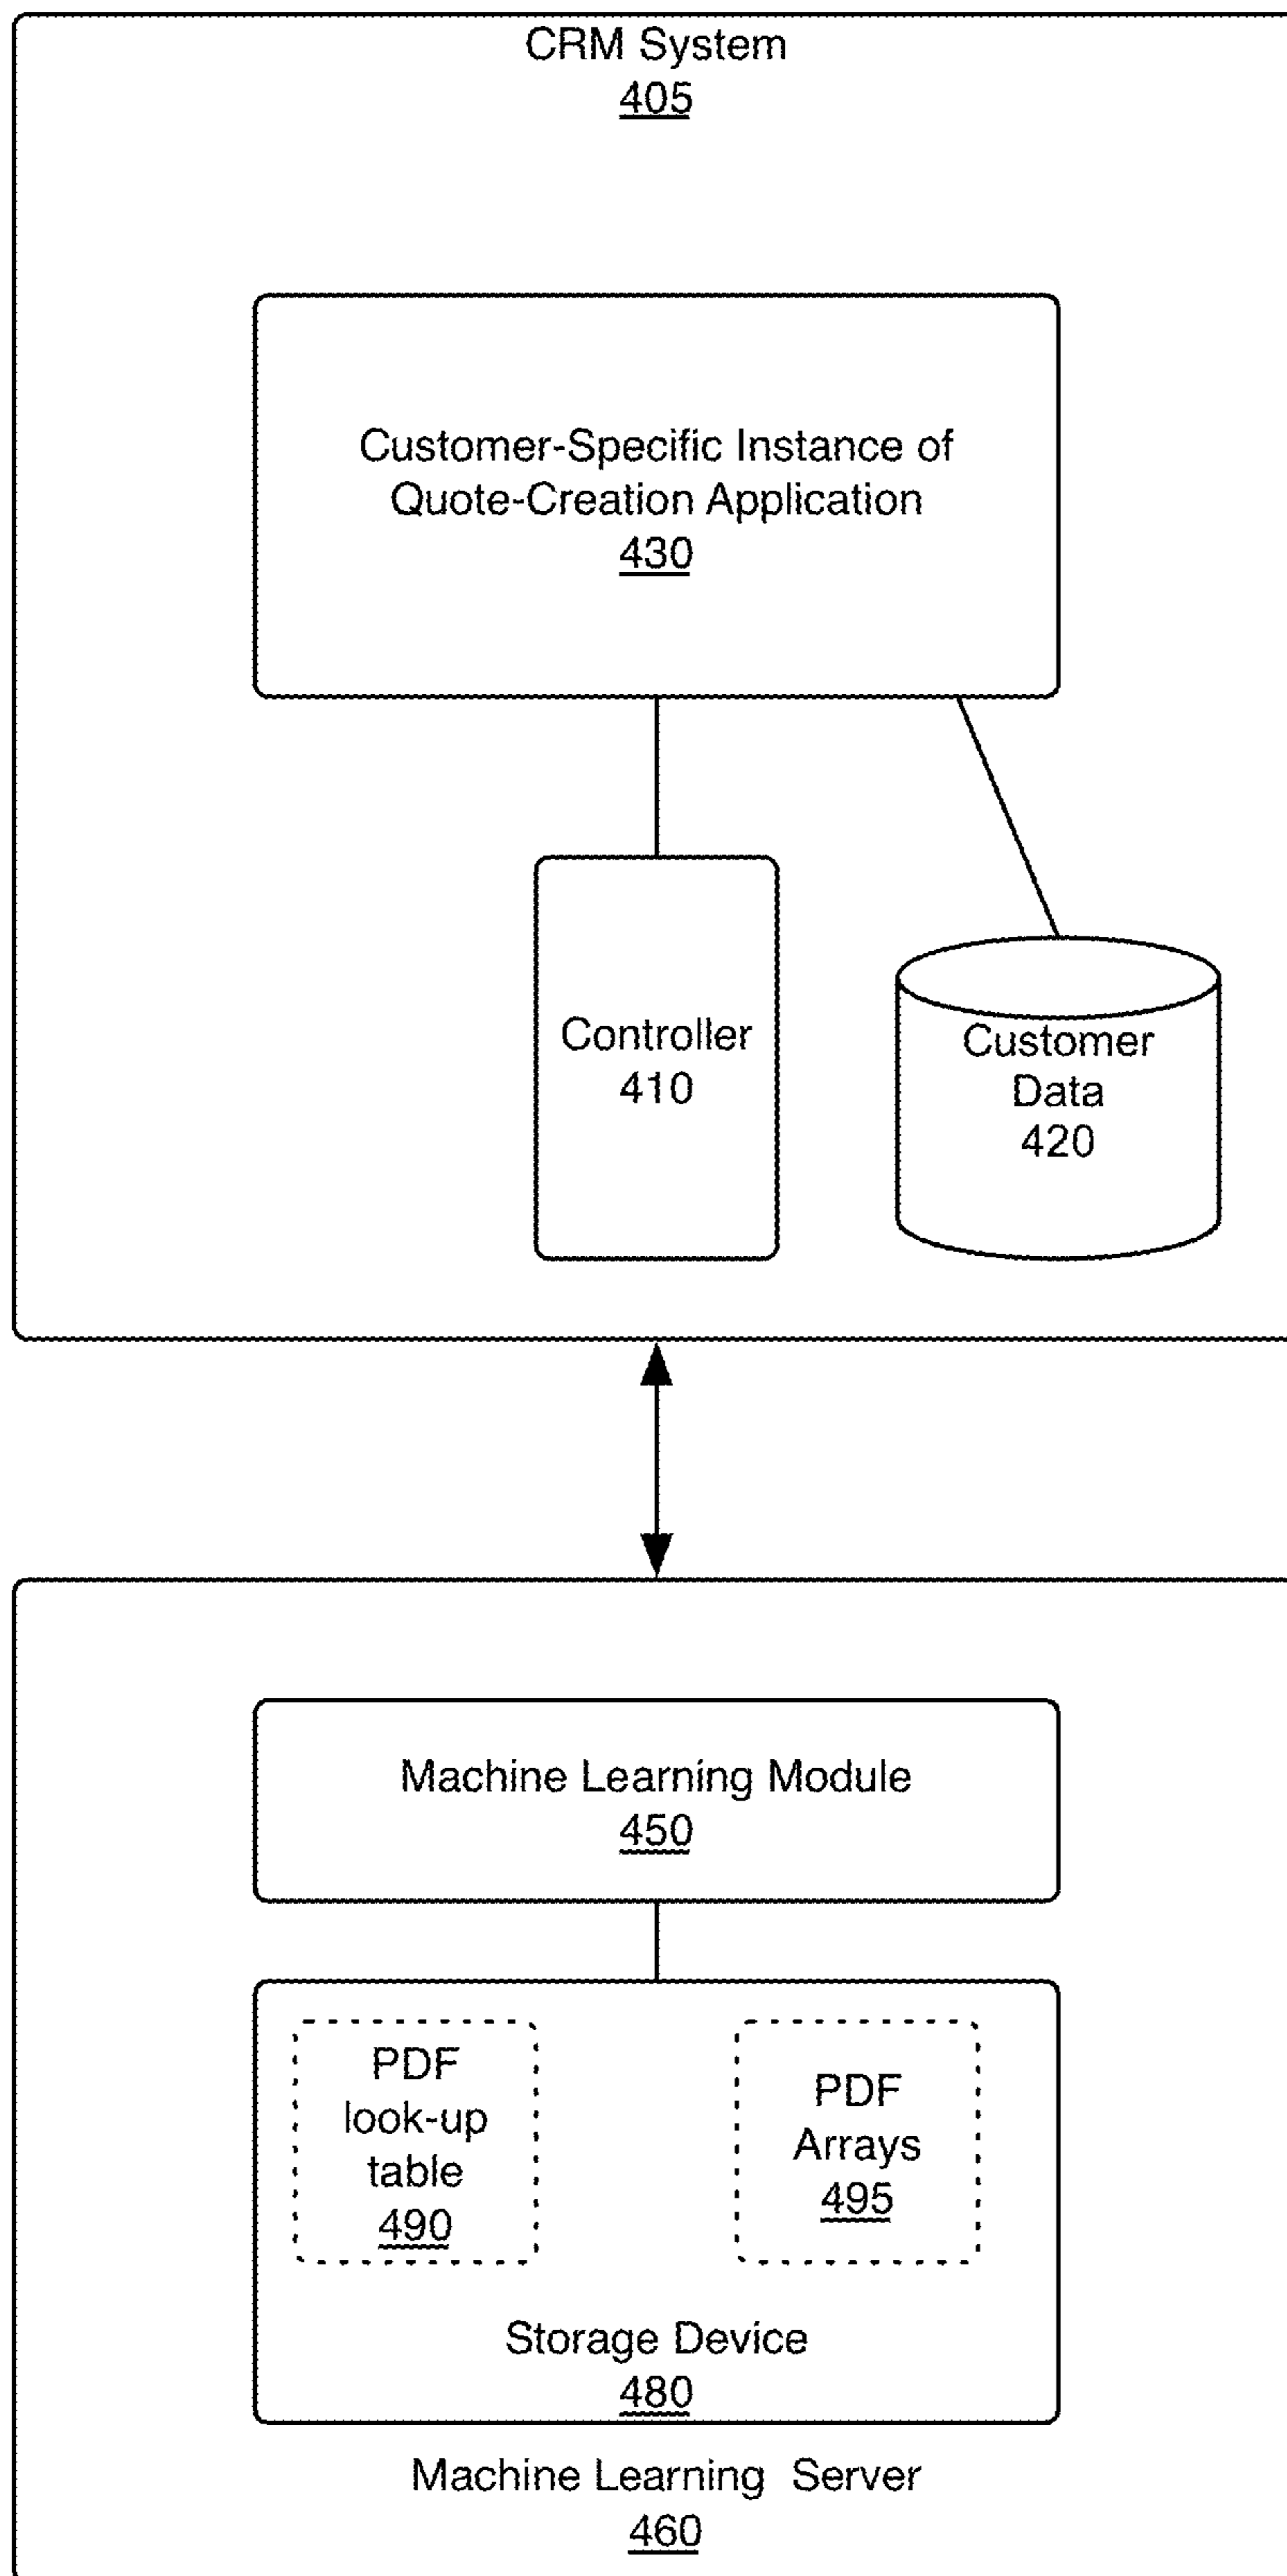 CRM System
405
Customer-Specific Instance of
Quote-Creation Application
430
Controller
410
Customer
Data
420
Machine Learning Module
450
PDF
look-up
table
490
PDF
Arrays
495
Storage Device
480
Machine Learning Server
460